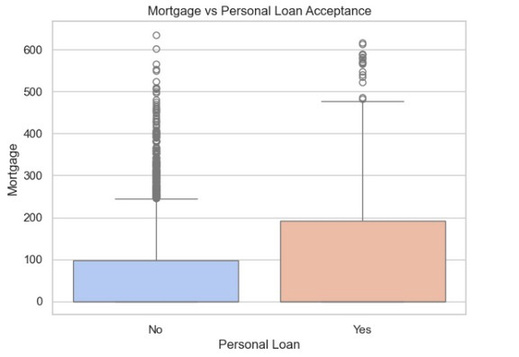 Mortgage vs Personal Loan Acceptance
600
500
400
300
200
100
0
Mortgage
No
Yes
Personal Loan